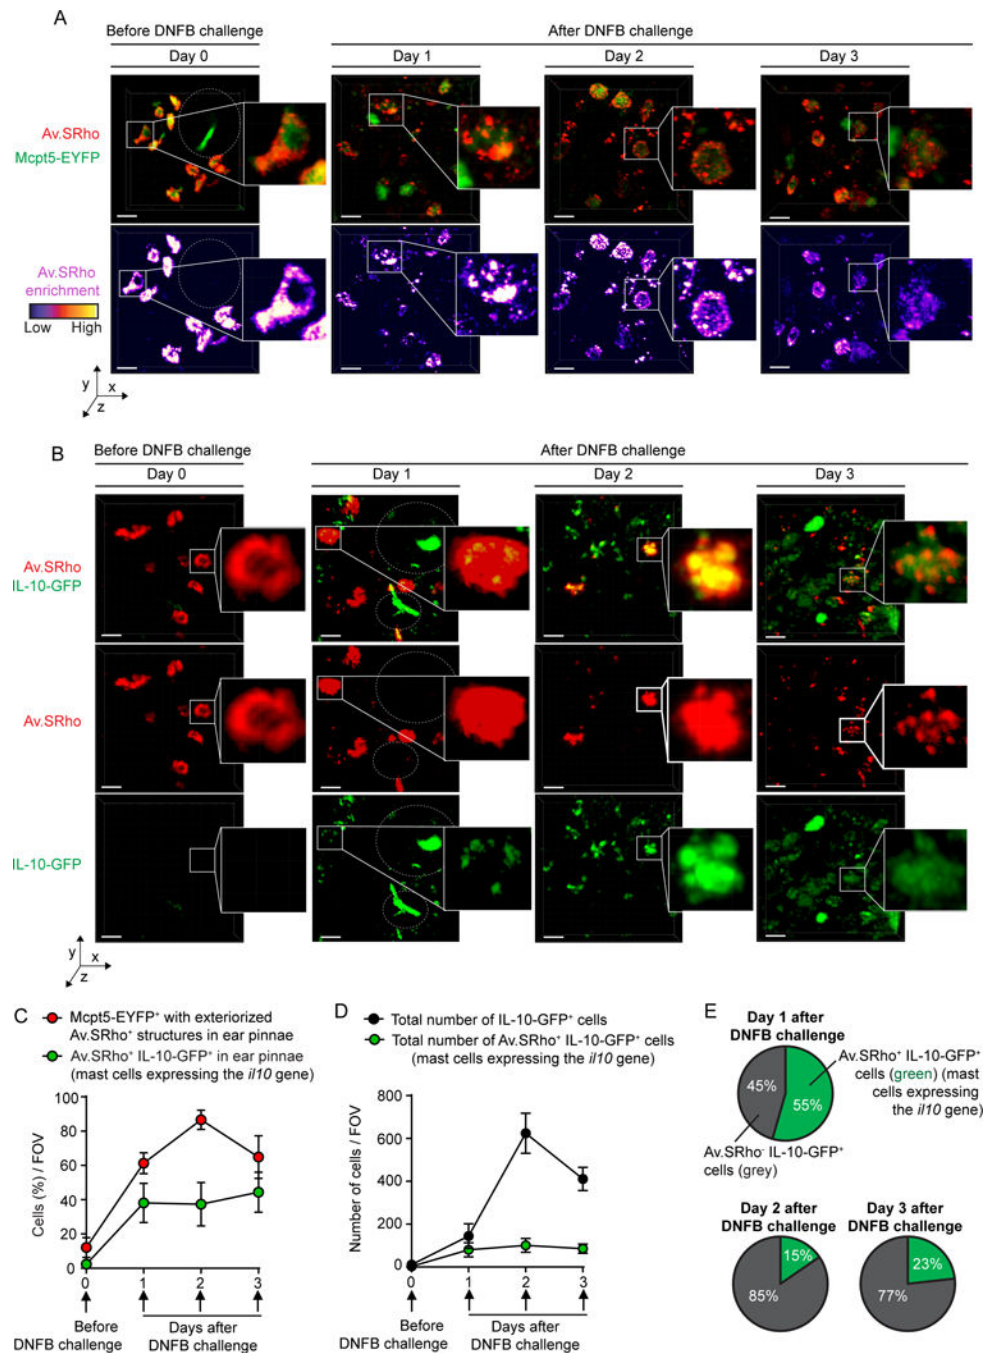 A
Before DNFB challenge
After DNFB challenge
Day 0
Day 1
Day 2
Day 3
Av.SRho
Mcpt5-EYFP
Av.SRho
enrichment
Low High
y
x
z
B
Before DNFB challenge
After DNFB challenge
Day 0
Day 1
Day 2
Day 3
Av.SRho
IL-10-GFP
Av.SRho
IL-10-GFP
y
x
z
C
Mcpt5-EYFP⁺ with exteriorized
Av.SRho⁺ structures in ear pinnae
Av.SRho⁺ IL-10-GFP⁺ in ear pinnae
(mast cells expressing the il10 gene)
Cells (%) / FOV
100
80
60
40
20
0
0 1 2 3
Before
DNFB challenge
Days after
DNFB challenge
D
Total number of IL-10-GFP⁺ cells
Total number of Av.SRho⁺ IL-10-GFP⁺ cells
(mast cells expressing the il10 gene)
Number of cells / FOV
800
600
400
200
0
0 1 2 3
Before
DNFB challenge
Days after
DNFB challenge
E
Day 1 after
DNFB challenge
45%
55%
Av.SRho⁺ IL-10-GFP⁺
cells (green) (mast
cells expressing
the il10 gene)
Av.SRho⁻ IL-10-GFP⁺
cells (grey)
Day 2 after
DNFB challenge
15%
85%
Day 3 after
DNFB challenge
23%
77%